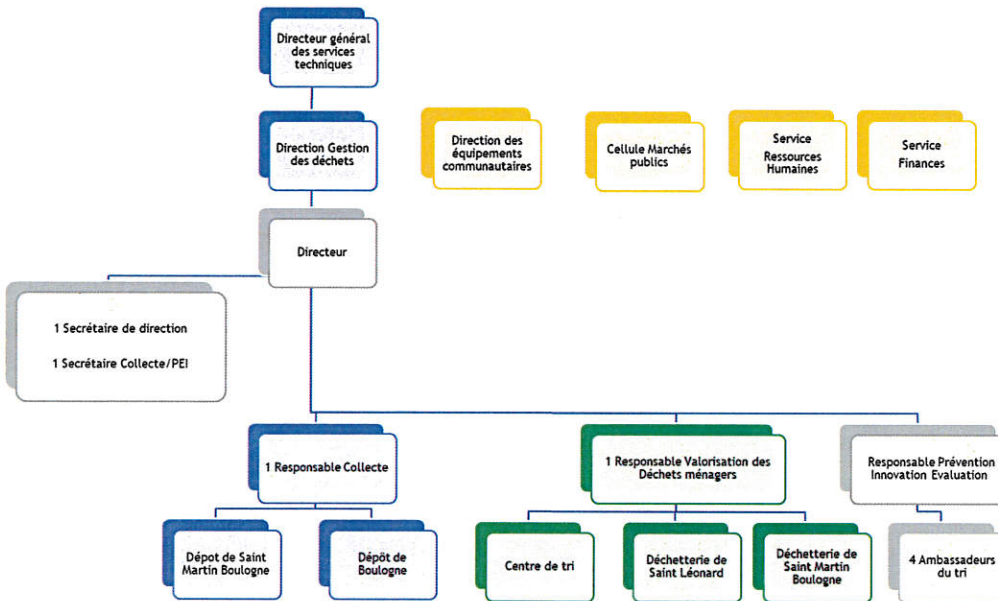 Directeur général
des services
techniques
Direction Gestion
des déchets
Direction des
équipements
communautaires
Cellule Marchés
publics
Service
Ressources
Humaines
Service
Finances
Directeur
1 Secrétaire de direction
1 Secrétaire Collecte/PEI
1 Responsable Collecte
1 Responsable Valorisation des
Déchets ménagers
Responsable Prévention
Innovation Evaluation
Dépot de Saint
Martin Boulogne
Dépôt de
Boulogne
Centre de tri
Déchetterie de
Saint Léonard
Déchetterie de
Saint Martin
Boulogne
4 Ambassadeurs
du tri